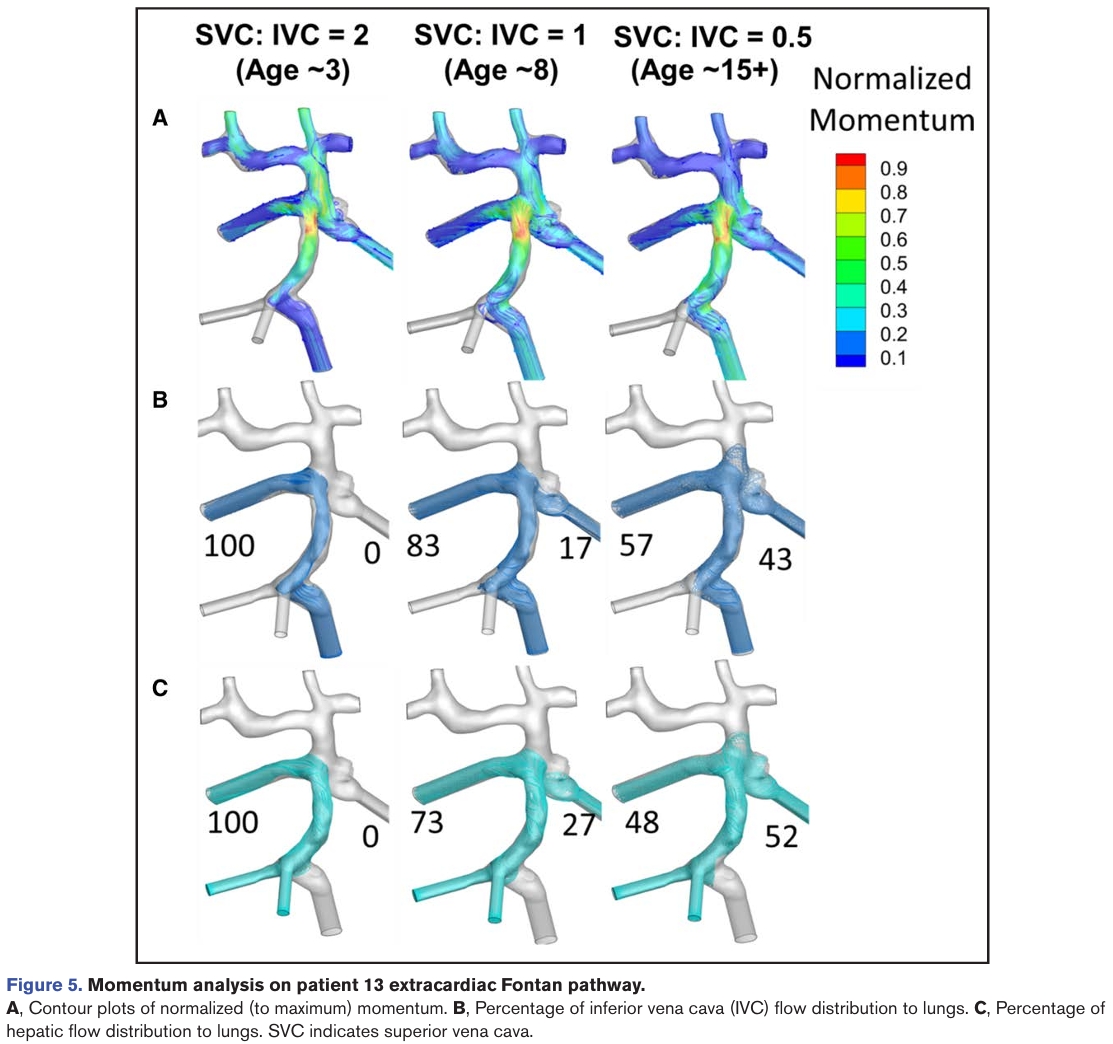 SVC: IVC = 2 SVC: IVC = 1 SVC: IVC = 0.5
(Age ~3) (Age ~8) (Age ~15+)
Normalized
Momentum
A
0.9
0.8
0.7
0.6
0.5
0.4
0.3
0.2
0.1
B
100 0 83 17 57 43
C
100 0 73 27 48 52
Figure 5. Momentum analysis on patient 13 extracardiac Fontan pathway.
A, Contour plots of normalized (to maximum) momentum. B, Percentage of inferior vena cava (IVC) flow distribution to lungs. C, Percentage of
hepatic flow distribution to lungs. SVC indicates superior vena cava.